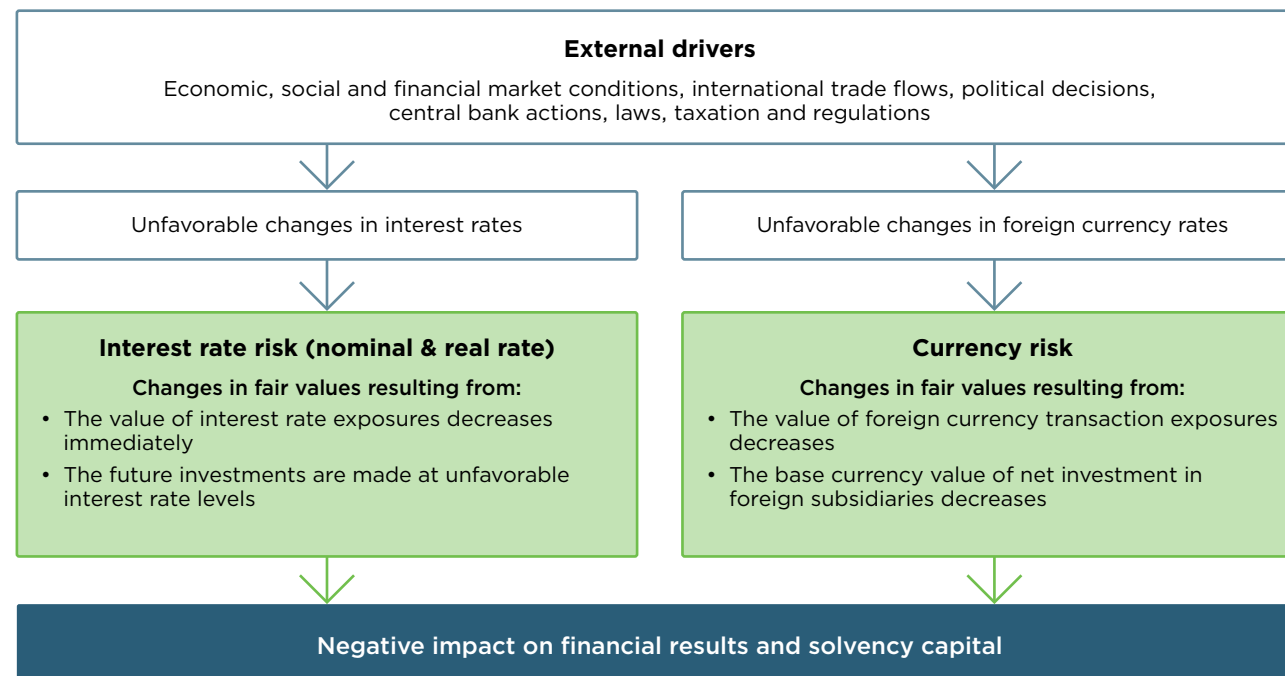 External drivers
Economic, social and financial market conditions, international trade flows, political decisions,
central bank actions, laws, taxation and regulations
Unfavorable changes in interest rates
Unfavorable changes in foreign currency rates
Interest rate risk (nominal & real rate)
Changes in fair values resulting from:
• The value of interest rate exposures decreases
immediately
• The future investments are made at unfavorable
interest rate levels
Currency risk
Changes in fair values resulting from:
• The value of foreign currency transaction exposures
decreases
• The base currency value of net investment in
foreign subsidiaries decreases
Negative impact on financial results and solvency capital